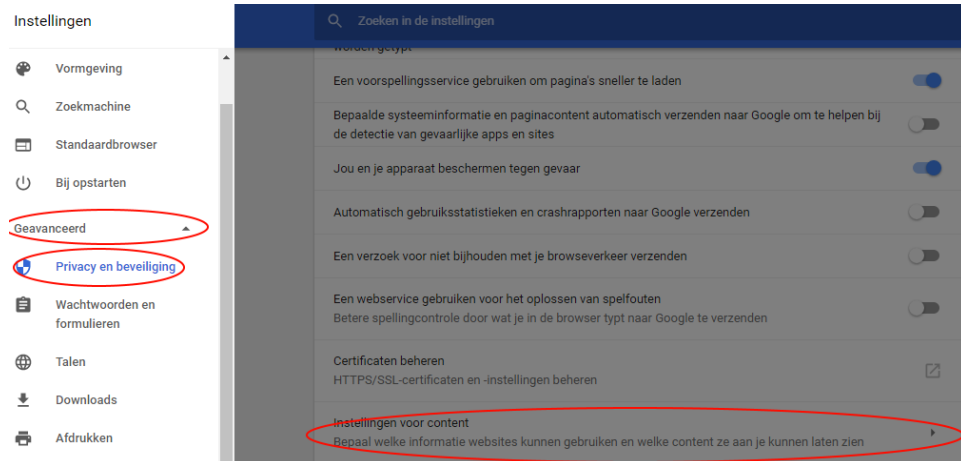 Instellingen
Vormgeving
Zoekmachine
Standaardbrowser
Bij opstarten
Geavanceerd
Privacy en beveiliging
Wachtwoorden en
formulieren
Talen
Downloads
Afdrukken
Zoeken in de instellingen
worden getypt
Een voorspellingsservice gebruiken om pagina's sneller te laden
Bepaalde systeeminformatie en paginacontent automatisch verzenden naar Google om te helpen bij
de detectie van gevaarlijke apps en sites
Jou en je apparaat beschermen tegen gevaar
Automatisch gebruiksstatistieken en crashrapporten naar Google verzenden
Een verzoek voor niet bijhouden met je browseverkeer verzenden
Een webservice gebruiken voor het oplossen van spelfouten
Betere spellingcontrole door wat je in de browser typt naar Google te verzenden
Certificaten beheren
HTTPS/SSL-certificaten en -instellingen beheren
Instellingen voor content
Bepaal welke informatie websites kunnen gebruiken en welke content ze aan je kunnen laten zien